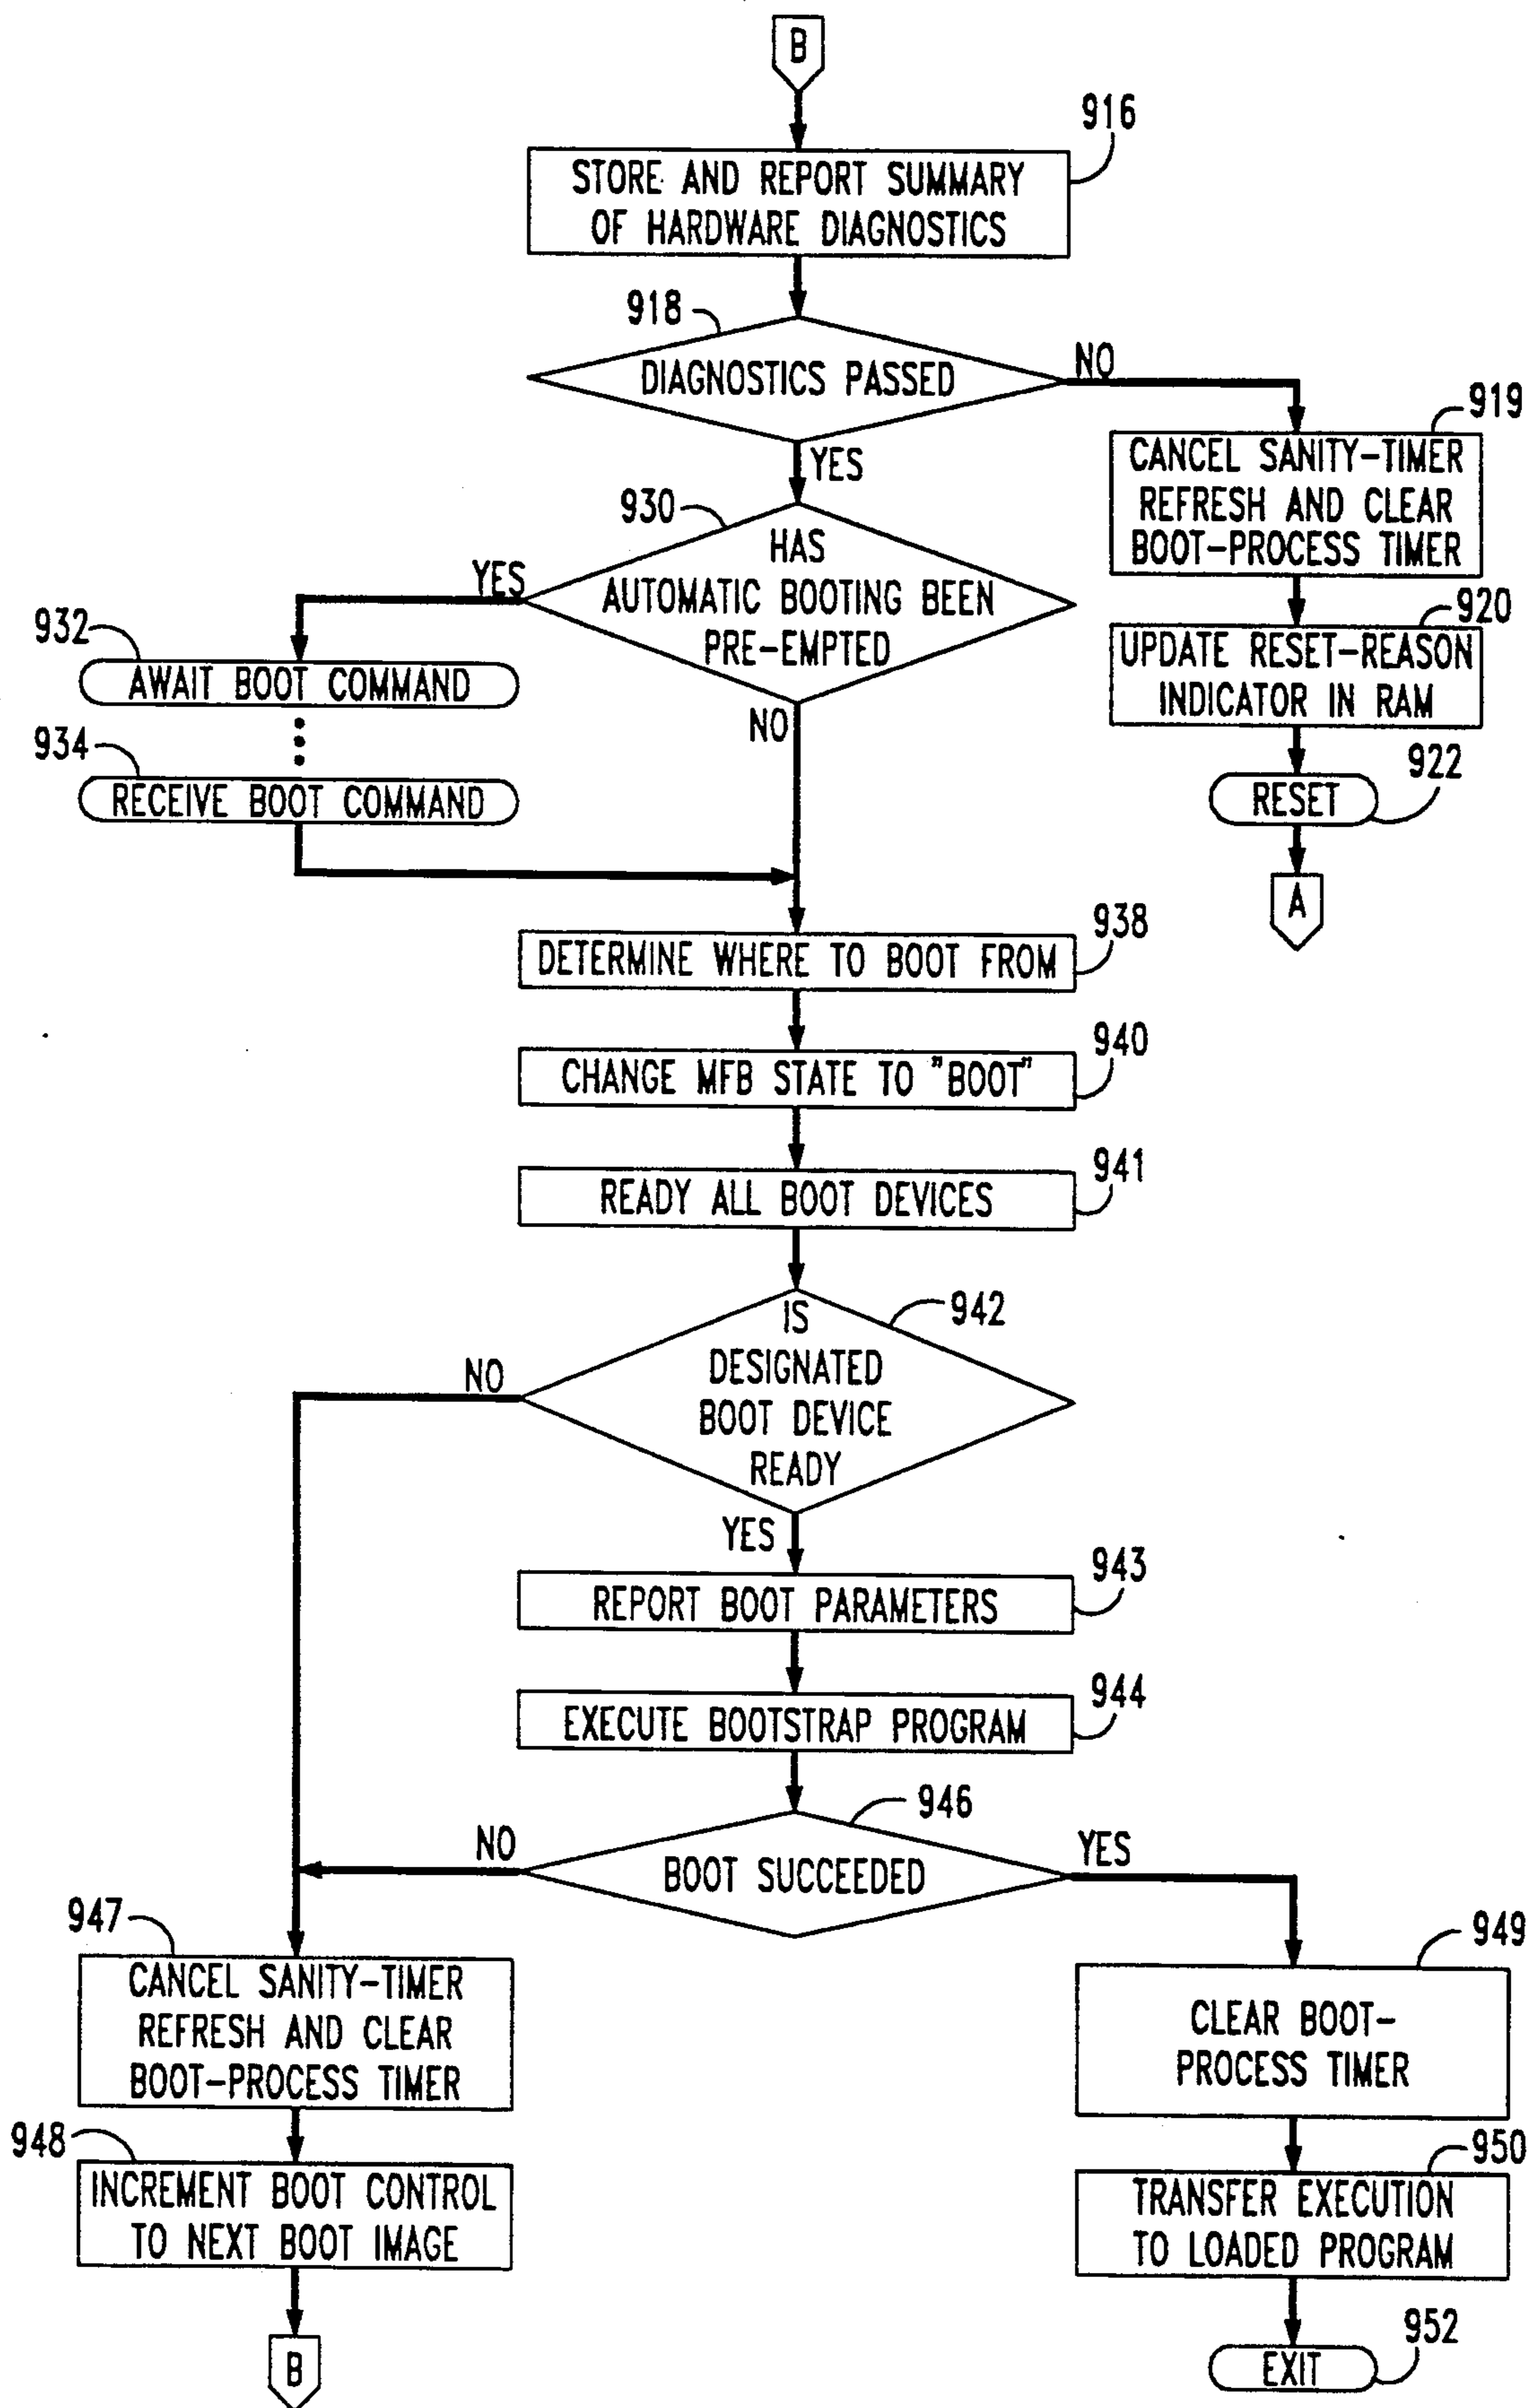 B
916
STORE AND REPORT SUMMARY
OF HARDWARE DIAGNOSTICS
918
DIAGNOSTICS PASSED
NO
YES
919
CANCEL SANITY-TIMER
REFRESH AND CLEAR
BOOT-PROCESS TIMER
930
HAS
AUTOMATIC BOOTING BEEN
PRE-EMPTED
YES
NO
920
UPDATE RESET-REASON
INDICATOR IN RAM
932
AWAIT BOOT COMMAND
934
RECEIVE BOOT COMMAND
922
RESET
A
938
DETERMINE WHERE TO BOOT FROM
940
CHANGE MFB STATE TO "BOOT"
941
READY ALL BOOT DEVICES
942
IS
DESIGNATED
BOOT DEVICE
READY
NO
YES
943
REPORT BOOT PARAMETERS
944
EXECUTE BOOTSTRAP PROGRAM
946
BOOT SUCCEEDED
NO
YES
947
CANCEL SANITY-TIMER
REFRESH AND CLEAR
BOOT-PROCESS TIMER
949
CLEAR BOOT-
PROCESS TIMER
948
INCREMENT BOOT CONTROL
TO NEXT BOOT IMAGE
950
TRANSFER EXECUTION
TO LOADED PROGRAM
B
952
EXIT